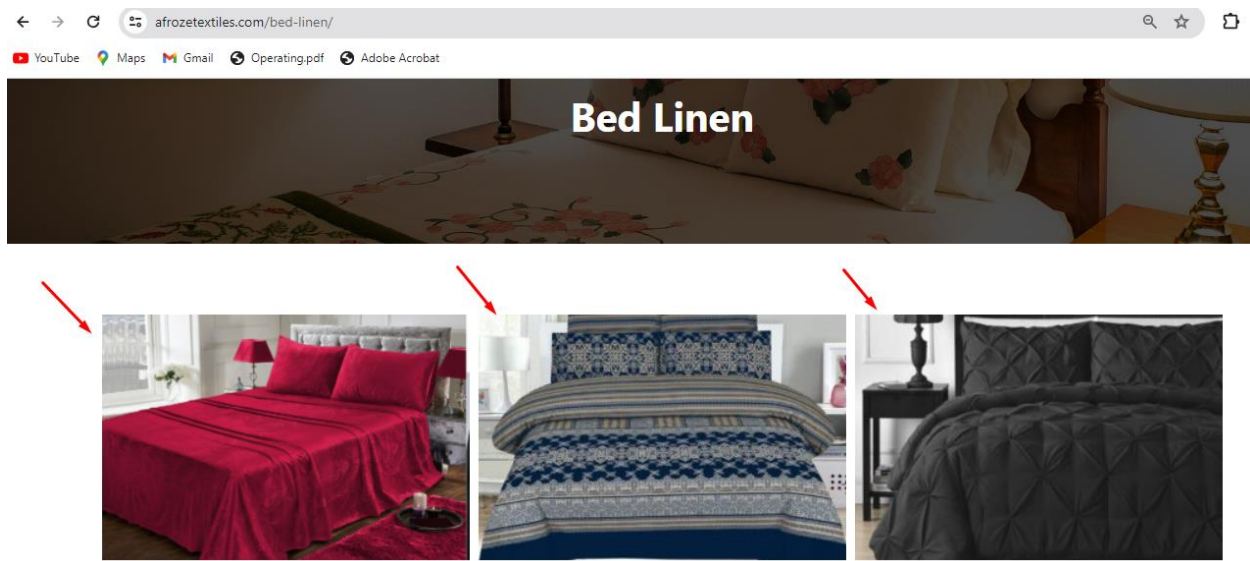 afrozetextiles.com/bed-linen/
YouTube Maps Gmail Operating.pdf Adobe Acrobat
Bed Linen